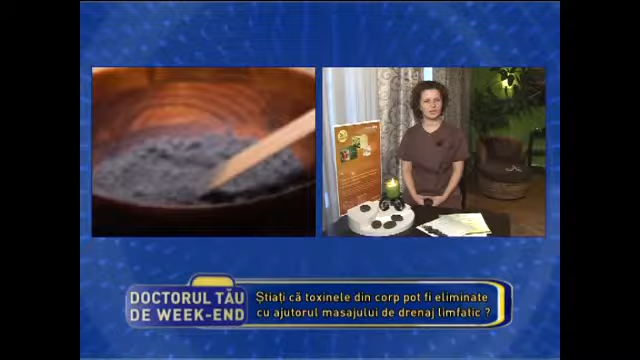 DOCTORUL TĂU
DE WEEK-END
Știați că toxinele din corp pot fi eliminate
cu ajutorul masajului de drenaj limfatic ?